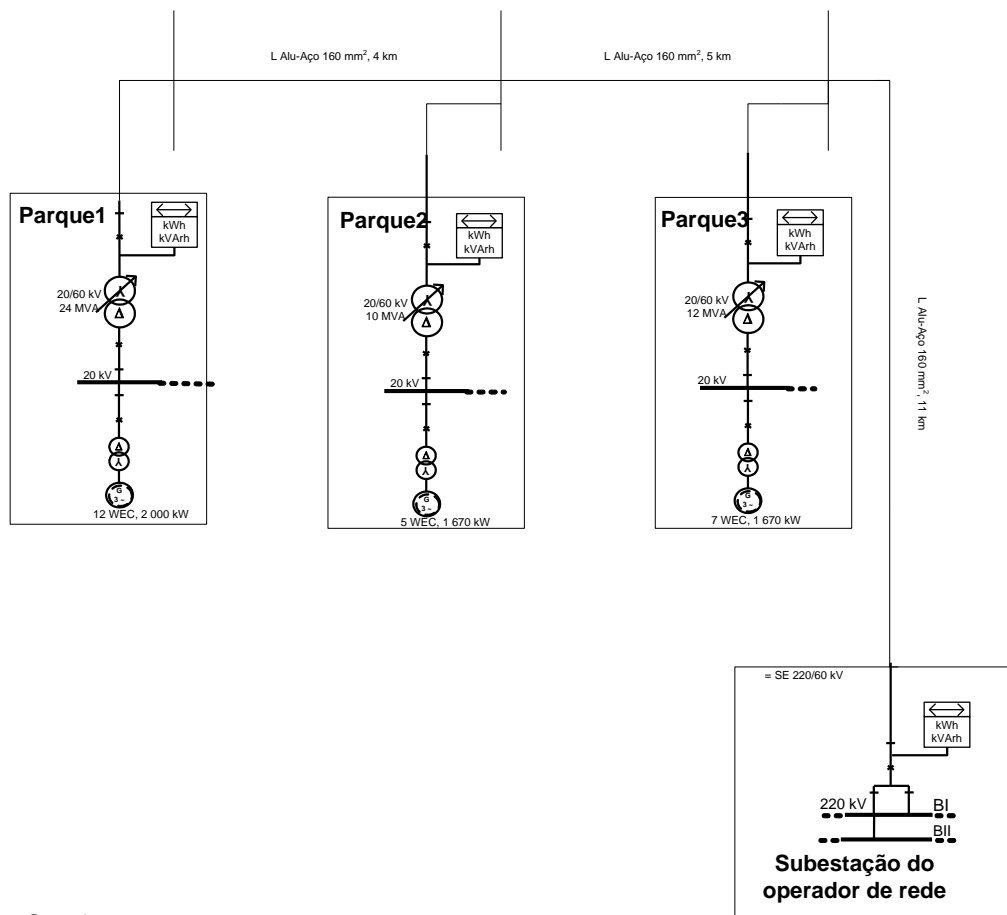 L Alu-Aço 160 mm², 4 km
L Alu-Aço 160 mm², 5 km
Parque1
kWh
kVArh
20/60 kV
24 MVA
Δ
20 kV
Δ
G
3 ~
12 WEC, 2 000 kW
Parque2
kWh
kVArh
20/60 kV
10 MVA
Δ
20 kV
Δ
G
3 ~
5 WEC, 1 670 kW
Parque3
kWh
kVArh
20/60 kV
12 MVA
Δ
20 kV
Δ
G
3 ~
7 WEC, 1 670 kW
L Alu-Aço 160 mm², 11 km
= SE 220/60 kV
kWh
kVArh
220 kV
BI
BII
Subestação do
operador de rede